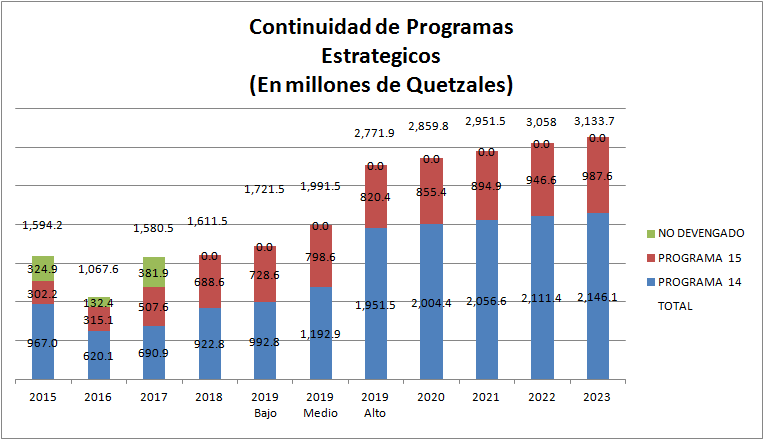 Continuidad de Programas
Estrategicos
(En millones de Quetzales)
1,594.2 1,067.6 1,580.5 1,611.5 1,721.5 1,991.5 2,771.9 2,859.8 2,951.5 3,058 3,133.7
324.9 132.4 381.9 0.0 0.0 0.0 0.0 0.0 0.0 0.0 0.0
302.2 315.1 507.6 688.6 728.6 798.6 820.4 855.4 894.9 946.6 987.6
967.0 620.1 690.9 922.8 992.8 1,192.9 1,951.5 2,004.4 2,056.6 2,111.4 2,146.1
2015 2016 2017 2018 2019 2019 2019 2020 2021 2022 2023
Bajo Medio Alto
NO DEVENGADO
PROGRAMA 15
PROGRAMA 14
TOTAL